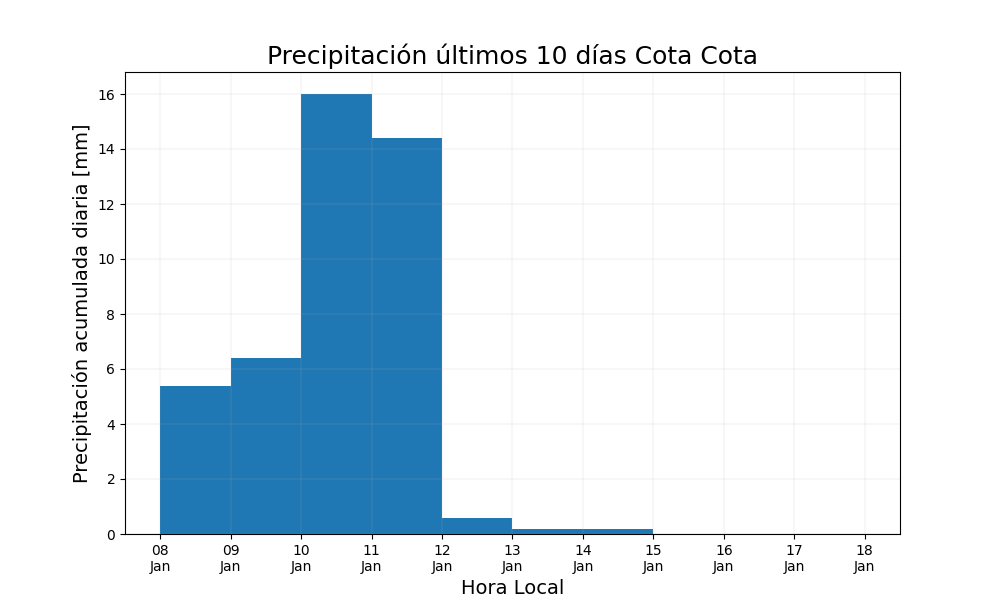 Precipitación últimos 10 días Cota Cota
Precipitación acumulada diaria [mm]
16
14
12
10
8
6
4
2
0
08 09 10 11 12 13 14 15 16 17 18
Jan Jan Jan Jan Jan Jan Jan Jan Jan Jan Jan
Hora Local